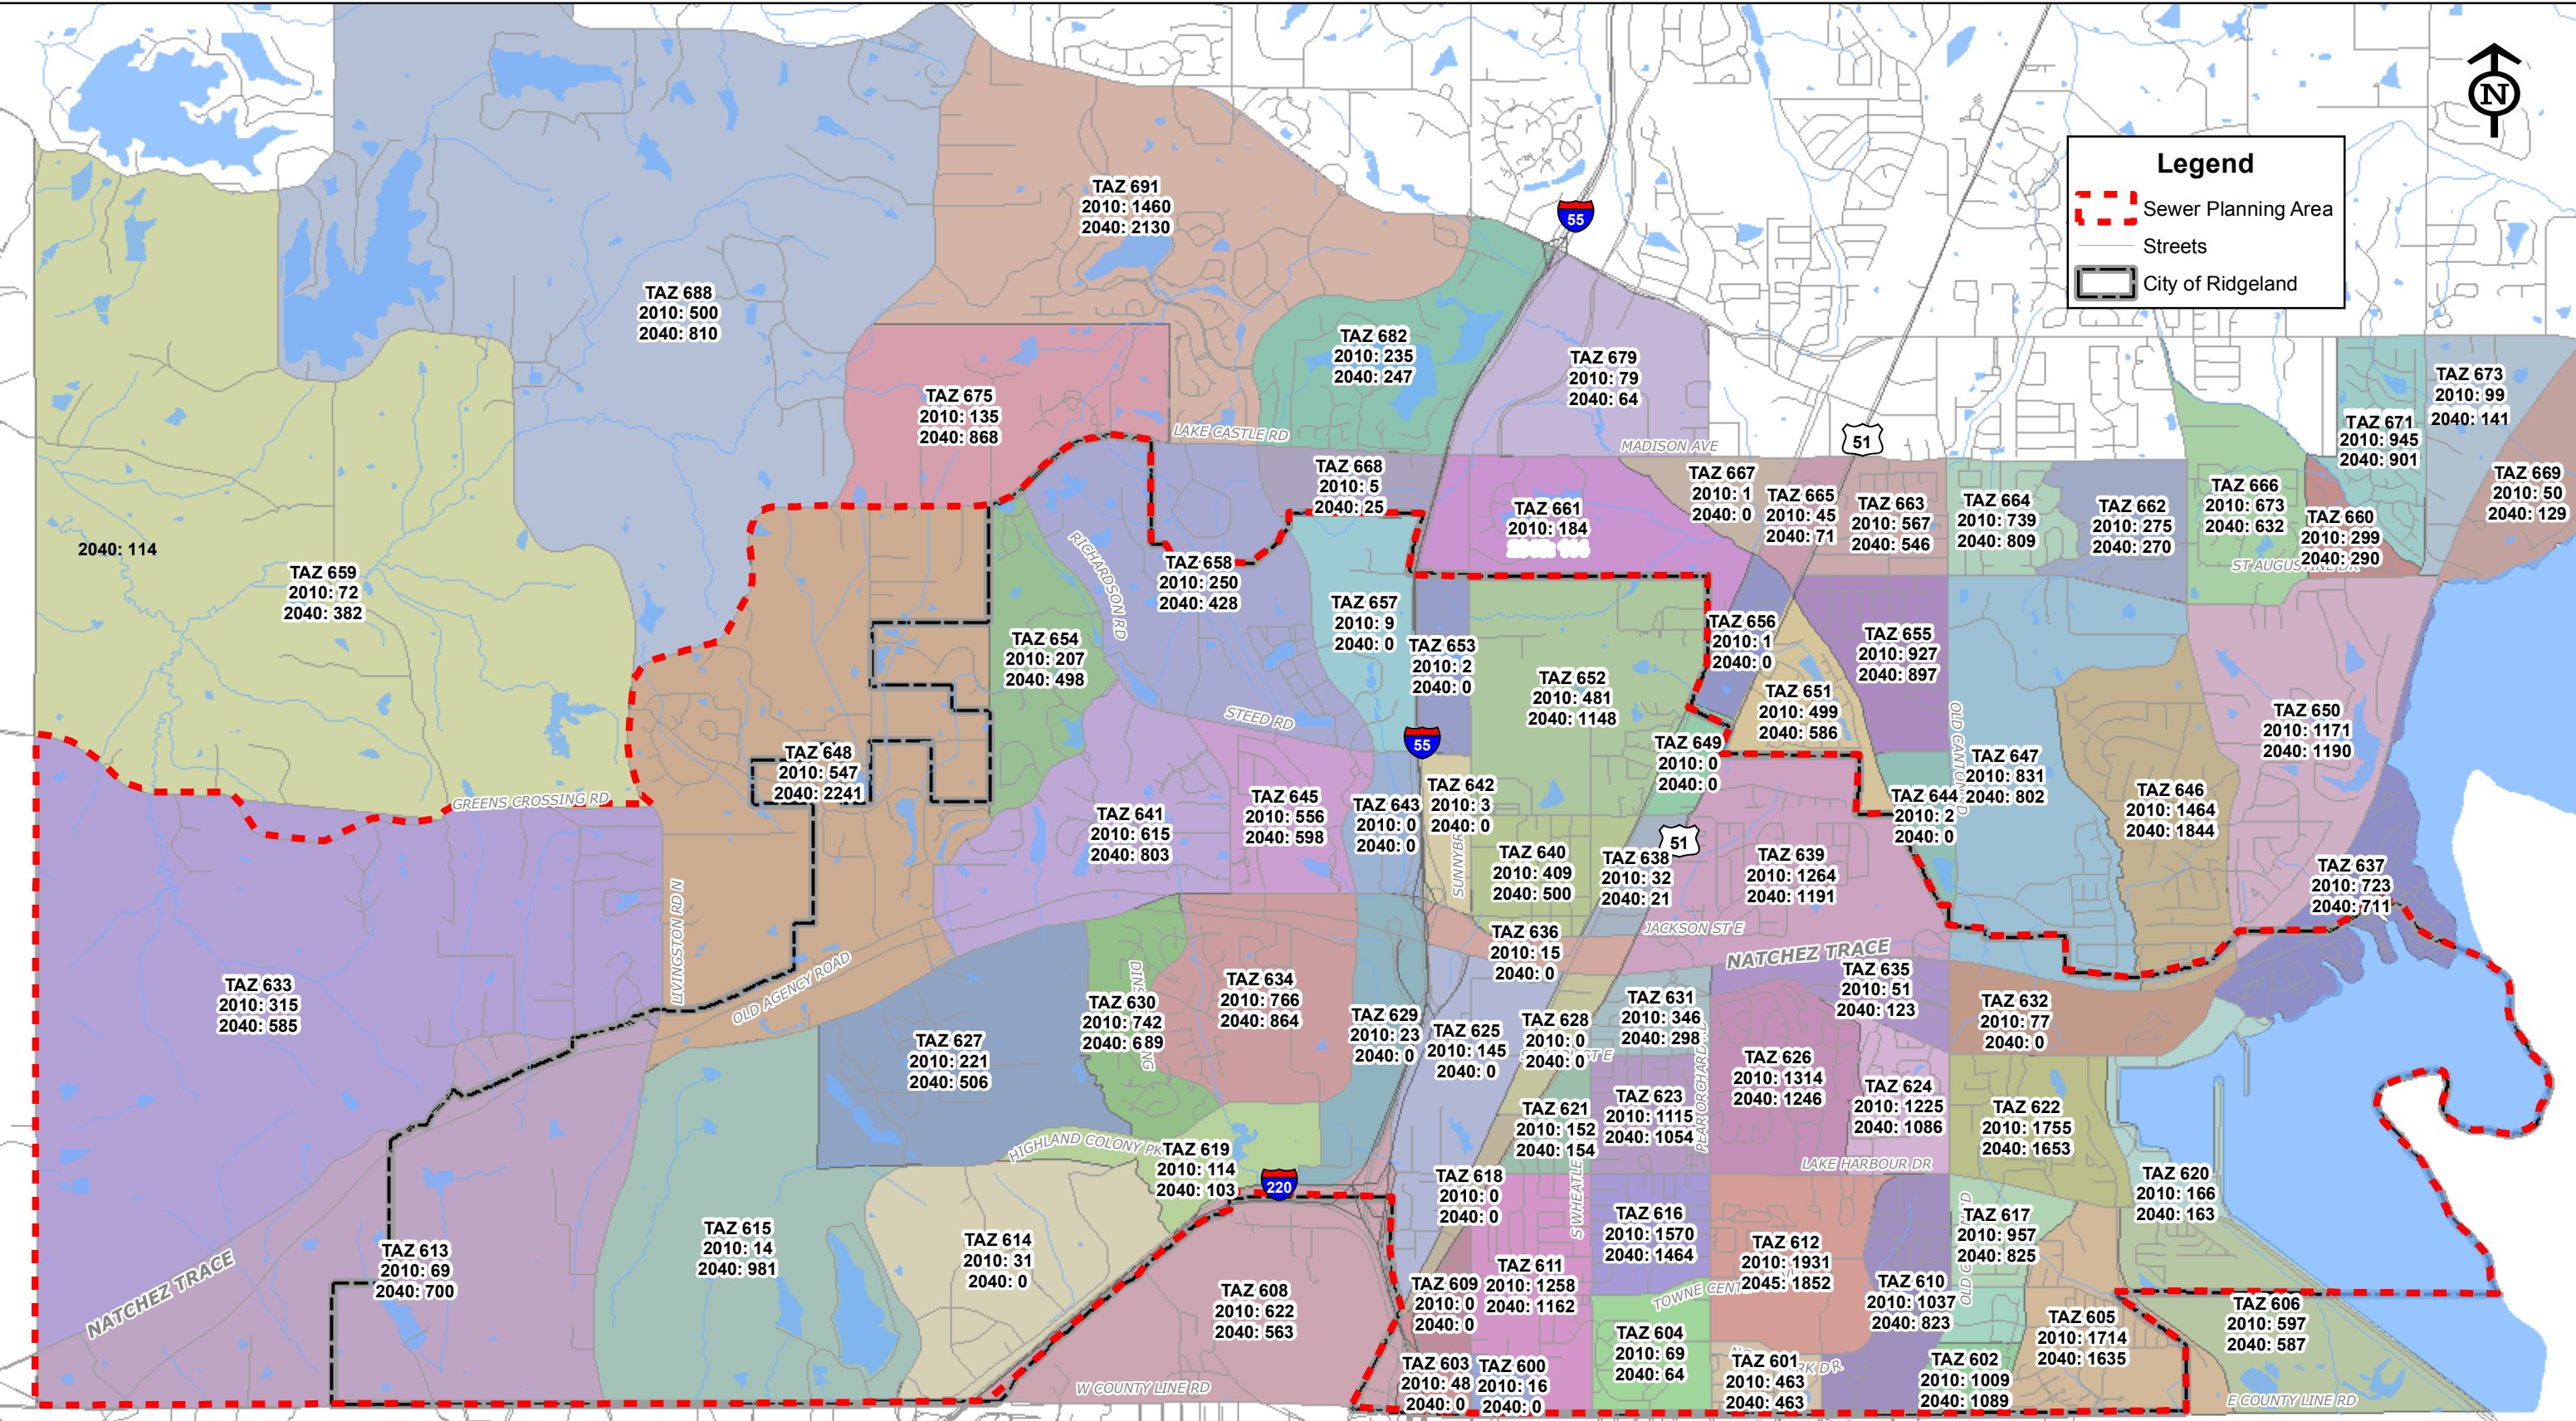 N
Legend
Sewer Planning Area
Streets
City of Ridgeland
55
TAZ 691
2010: 1460
2040: 2130
TAZ 688
2010: 500
2040: 810
TAZ 682
2010: 235
2040: 247
TAZ 679
2010: 79
2040: 64
TAZ 675
2010: 135
2040: 868
TAZ 673
2010: 99
2040: 141
TAZ 671
2010: 945
2040: 901
TAZ 669
2010: 50
2040: 129
LAKE CASTLE RD
MADISON AVE
51
TAZ 668
2010: 5
2040: 25
TAZ 661
2010: 184
TAZ 667
2010: 1
2040: 0
TAZ 665
2010: 45
2040: 71
TAZ 663
2010: 567
2040: 546
TAZ 664
2010: 739
2040: 809
TAZ 662
2010: 275
2040: 270
TAZ 666
2010: 673
2040: 632
TAZ 660
2010: 299
2040: 290
2040: 114
TAZ 659
2010: 72
2040: 382
RICHARDSON RD
TAZ 658
2010: 250
2040: 428
TAZ 657
2010: 9
2040: 0
TAZ 654
2010: 207
2040: 498
TAZ 653
2010: 2
2040: 0
TAZ 652
2010: 481
2040: 1148
TAZ 656
2010: 1
2040: 0
TAZ 655
2010: 927
2040: 897
TAZ 651
2010: 499
2040: 586
TAZ 650
2010: 1171
2040: 1190
STEED RD
55
TAZ 649
2010: 0
2040: 0
TAZ 648
2010: 547
2040: 2241
TAZ 647
2010: 831
2040: 802
TAZ 646
2010: 1464
2040: 1844
TAZ 644
2010: 2
2040: 0
GREENS CROSSING RD
TAZ 641
2010: 615
2040: 803
TAZ 645
2010: 556
2040: 598
TAZ 643
2010: 0
2040: 0
TAZ 642
2010: 3
2040: 0
TAZ 640
2010: 409
2040: 500
TAZ 638
2010: 32
2040: 21
51
TAZ 639
2010: 1264
2040: 1191
TAZ 637
2010: 723
2040: 711
JACKSON ST E
NATCHEZ TRACE
LIVINGSTON RD N
OLD AGENCY ROAD
TAZ 636
2010: 15
2040: 0
TAZ 635
2010: 51
2040: 123
TAZ 633
2010: 315
2040: 585
TAZ 634
2010: 766
2040: 864
TAZ 630
2010: 742
2040: 689
TAZ 629
2010: 23
2040: 0
TAZ 631
2010: 346
2040: 298
TAZ 632
2010: 77
2040: 0
TAZ 627
2010: 221
2040: 506
TAZ 625
2010: 145
2040: 0
TAZ 628
2010: 0
2040: 0
TAZ 626
2010: 1314
2040: 1246
TAZ 624
2010: 1225
2040: 1086
TAZ 623
2010: 1115
2040: 1054
TAZ 622
2010: 1755
2040: 1653
TAZ 621
2010: 152
2040: 154
LAKE HARBOUR DR
HIGHLAND COLONY
TAZ 619
2010: 114
2040: 103
220
TAZ 618
2010: 0
2040: 0
TAZ 620
2010: 166
2040: 163
TAZ 615
2010: 14
2040: 981
TAZ 614
2010: 31
2040: 0
TAZ 616
2010: 1570
2040: 1464
TAZ 617
2010: 957
2040: 825
TAZ 613
2010: 69
2040: 700
NATCHEZ TRACE
TAZ 612
2010: 1931
2045: 1852
TAZ 611
2010: 1258
2040: 1162
TAZ 610
2010: 1037
2040: 823
TAZ 609
2010: 0
2040: 0
TAZ 608
2010: 622
2040: 563
TAZ 606
2010: 597
2040: 587
TAZ 605
2010: 1714
2040: 1635
TAZ 604
2010: 69
2040: 64
TAZ 603
2010: 48
2040: 0
TAZ 600
2010: 16
2040: 0
TAZ 601
2010: 463
2040: 463
TAZ 602
2010: 1009
2040: 1089
W COUNTY LINE RD
E COUNTY LINE RD